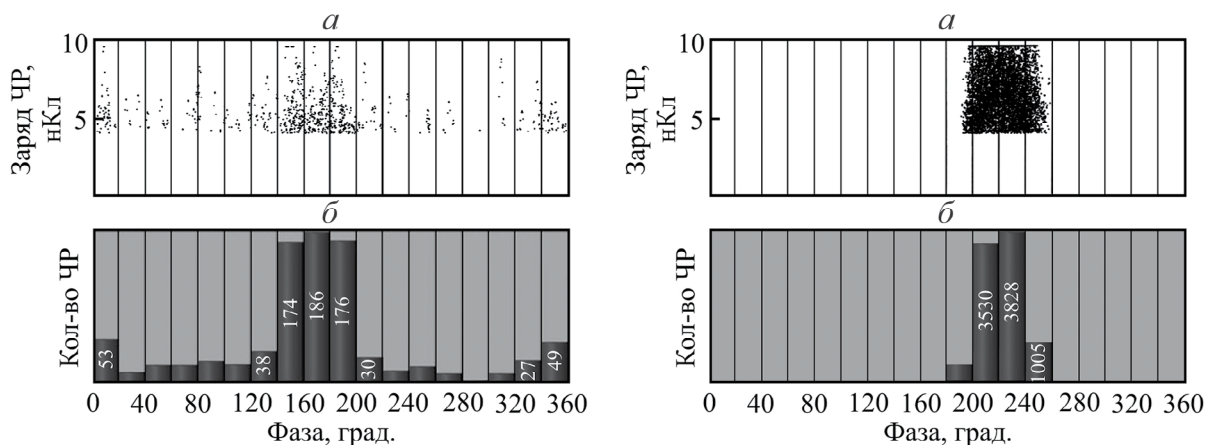 а
10
5
Заряд ЧР,
нКл
б
Кол-во ЧР
53
38
174
186
176
30
27
49
0 40 80 120 160 200 240 280 320 360
Фаза, град.
а
10
5
Заряд ЧР,
нКл
б
Кол-во ЧР
3530
3828
1005
0 40 80 120 160 200 240 280 320 360
Фаза, град.